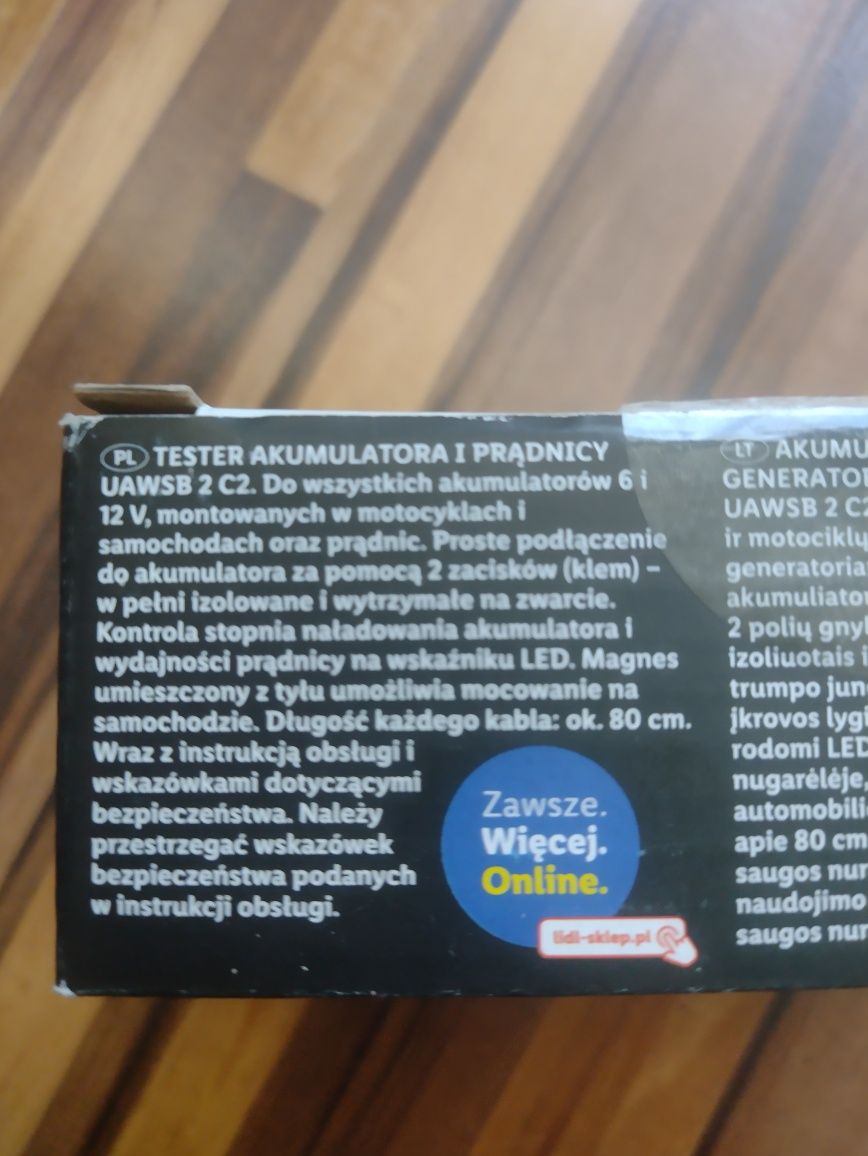 PL TESTER AKUMULATORA I PRĄDNICY
UAWSB 2 C2. Do wszystkich akumulatorów 6 i
12 V, montowanych w motocyklach i
samochodach oraz prądnic. Proste podłączenie
do akumulatora za pomocą 2 zacisków (klem) –
w pełni izolowane i wytrzymałe na zwarcie.
Kontrola stopnia naładowania akumulatora i
wydajności prądnicy na wskaźniku LED. Magnes
umieszczony z tyłu umożliwia mocowanie na
samochodzie. Długość każdego kabla: ok. 80 cm.
Wraz z instrukcją obsługi i
wskazówkami dotyczącymi
bezpieczeństwa. Należy
przestrzegać wskazówek
bezpieczeństwa podanych
w instrukcji obsługi.
Zawsze.
Więcej.
Online.
lidl-sklep.pl
LT AKUMU
GENERATO
UAWSB 2 C2
ir motociklų
generatoria
akumuliato
2 polių gny
izoliuotais i
trumpo jun
įkrovos lyg
rodomi LED
nugarėlėje,
automobili
apie 80 cm
saugos nur
naudojimo
saugos nur